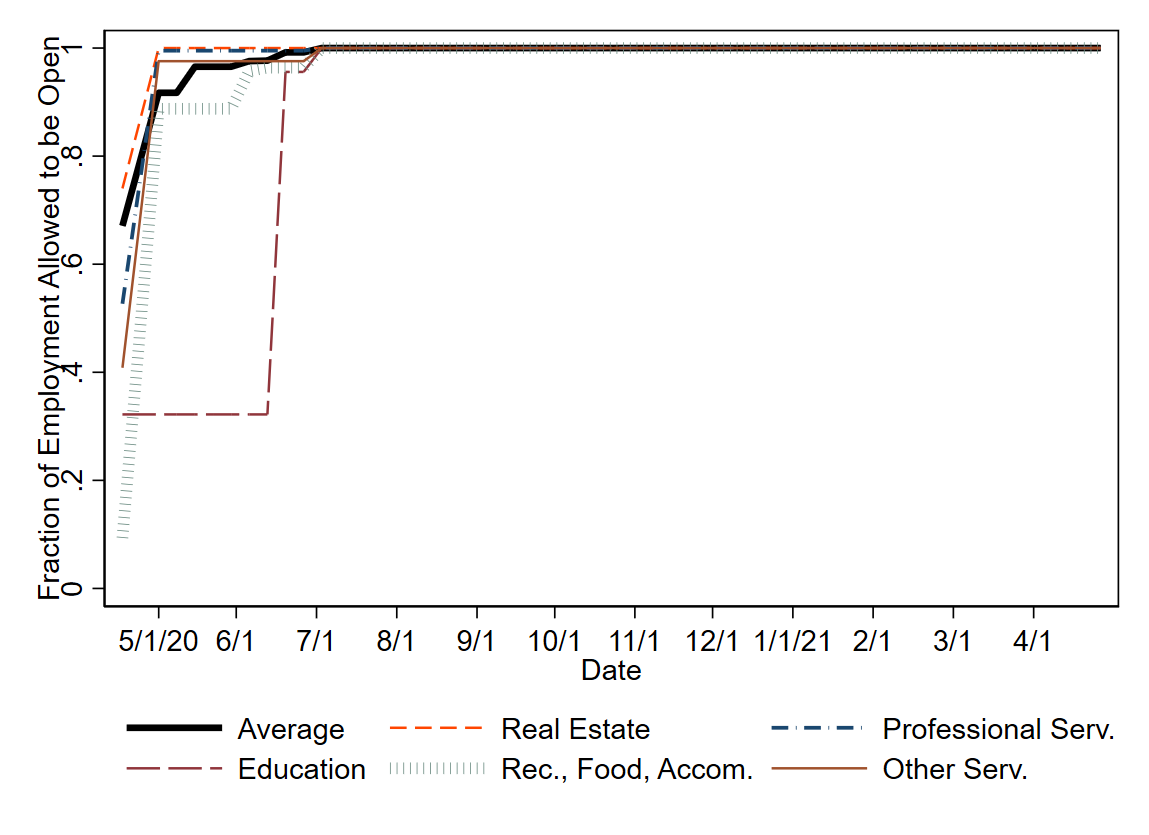 Fraction of Employment Allowed to be Open
1
.8
.6
.4
.2
0
5/1/20 6/1 7/1 8/1 9/1 10/1 11/1 12/1 1/1/21 2/1 3/1 4/1
Date
Average Real Estate Professional Serv.
Education Rec., Food, Accom. Other Serv.